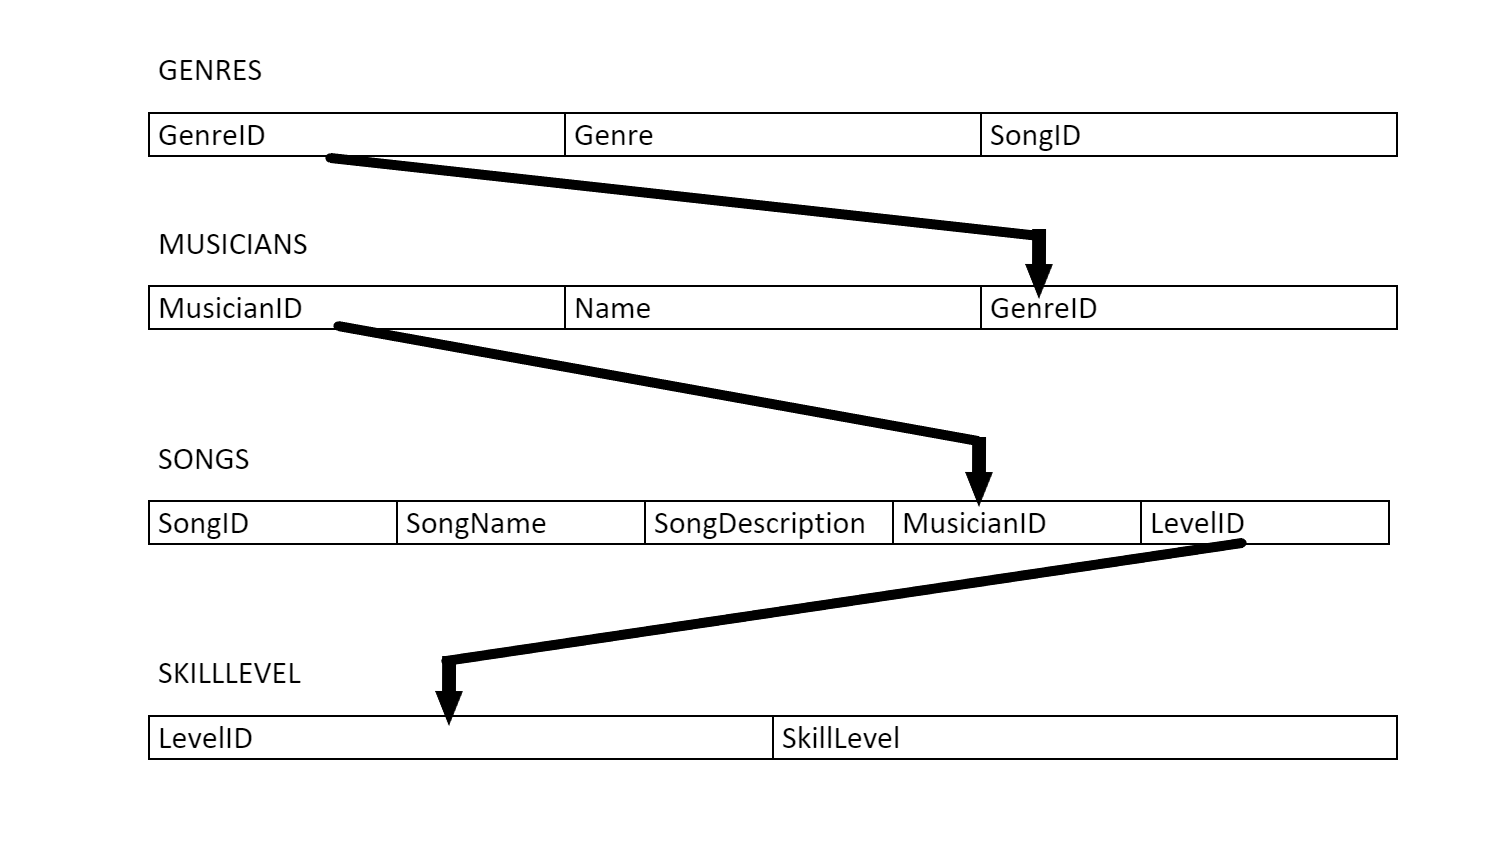 GENRES
GenreID Genre SongID
MUSICIANS
MusicianID Name GenreID
SONGS
SongID SongName SongDescription MusicianID LevelID
SKILLLEVEL
LevelID SkillLevel